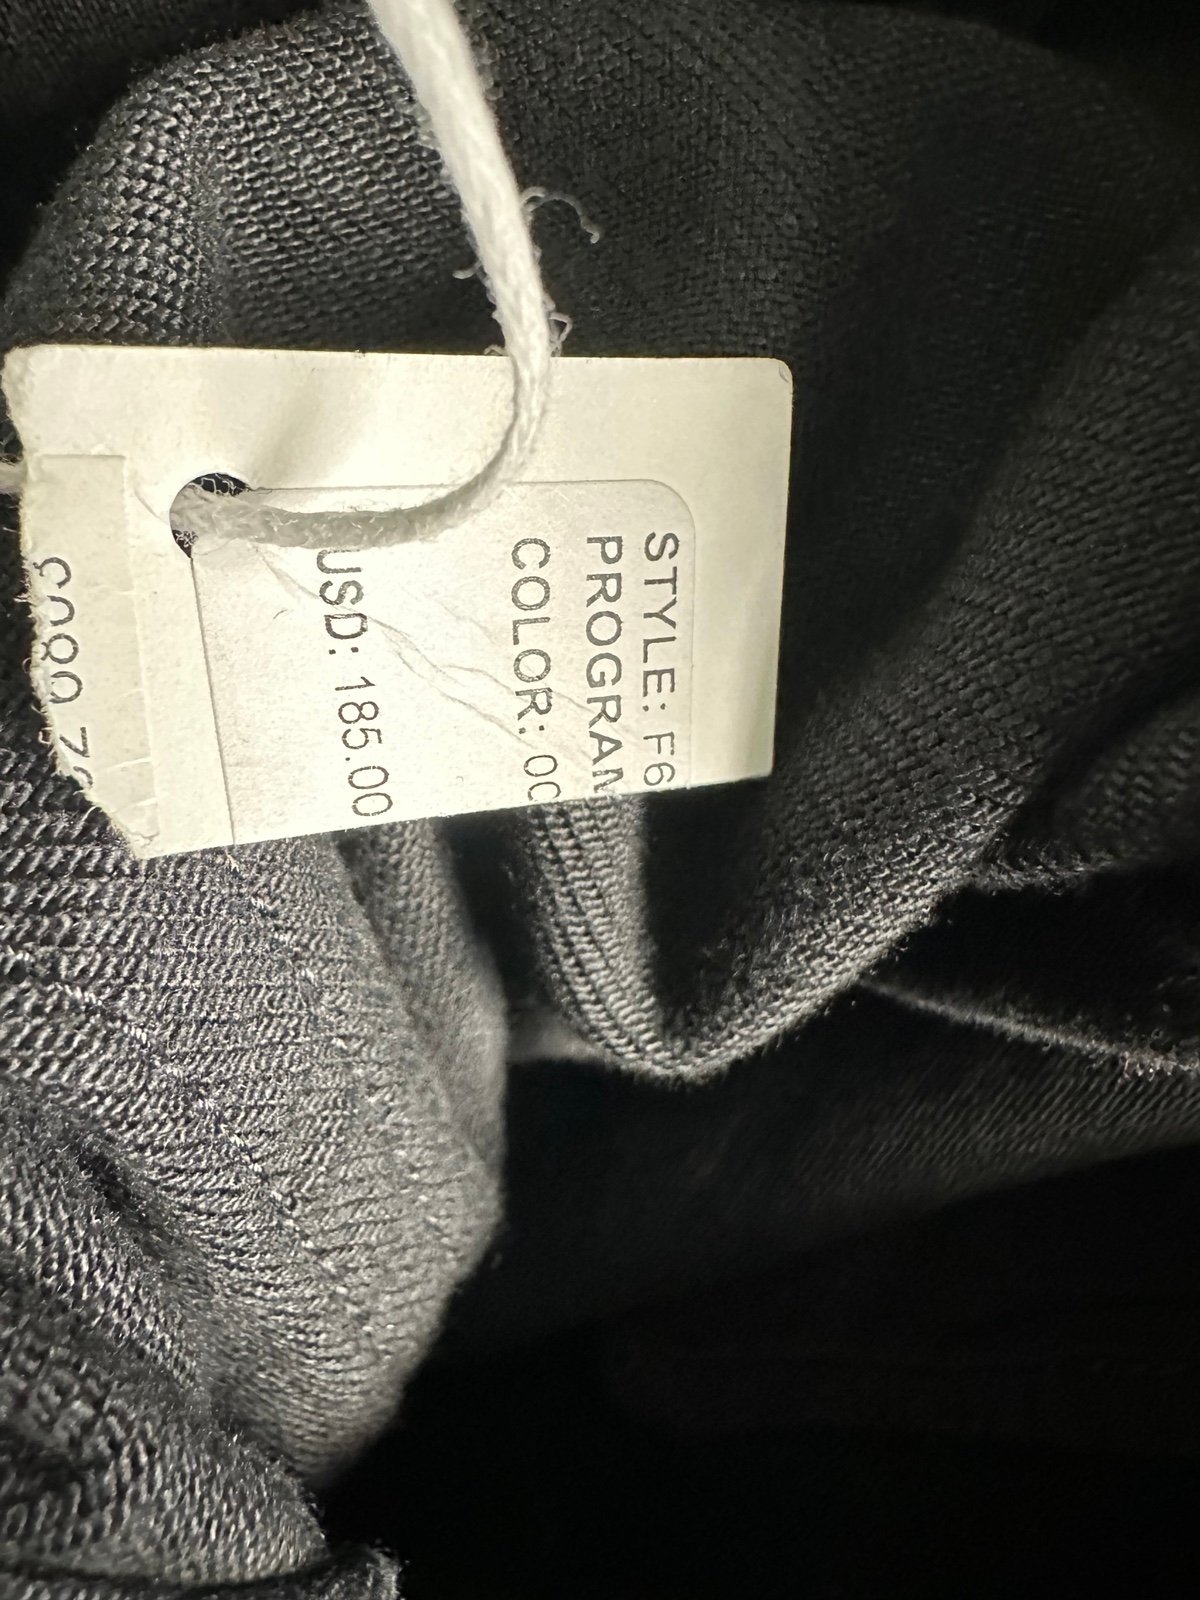 STYLE: F6
PROGRAM
COLOR: 00
USD: 185.00